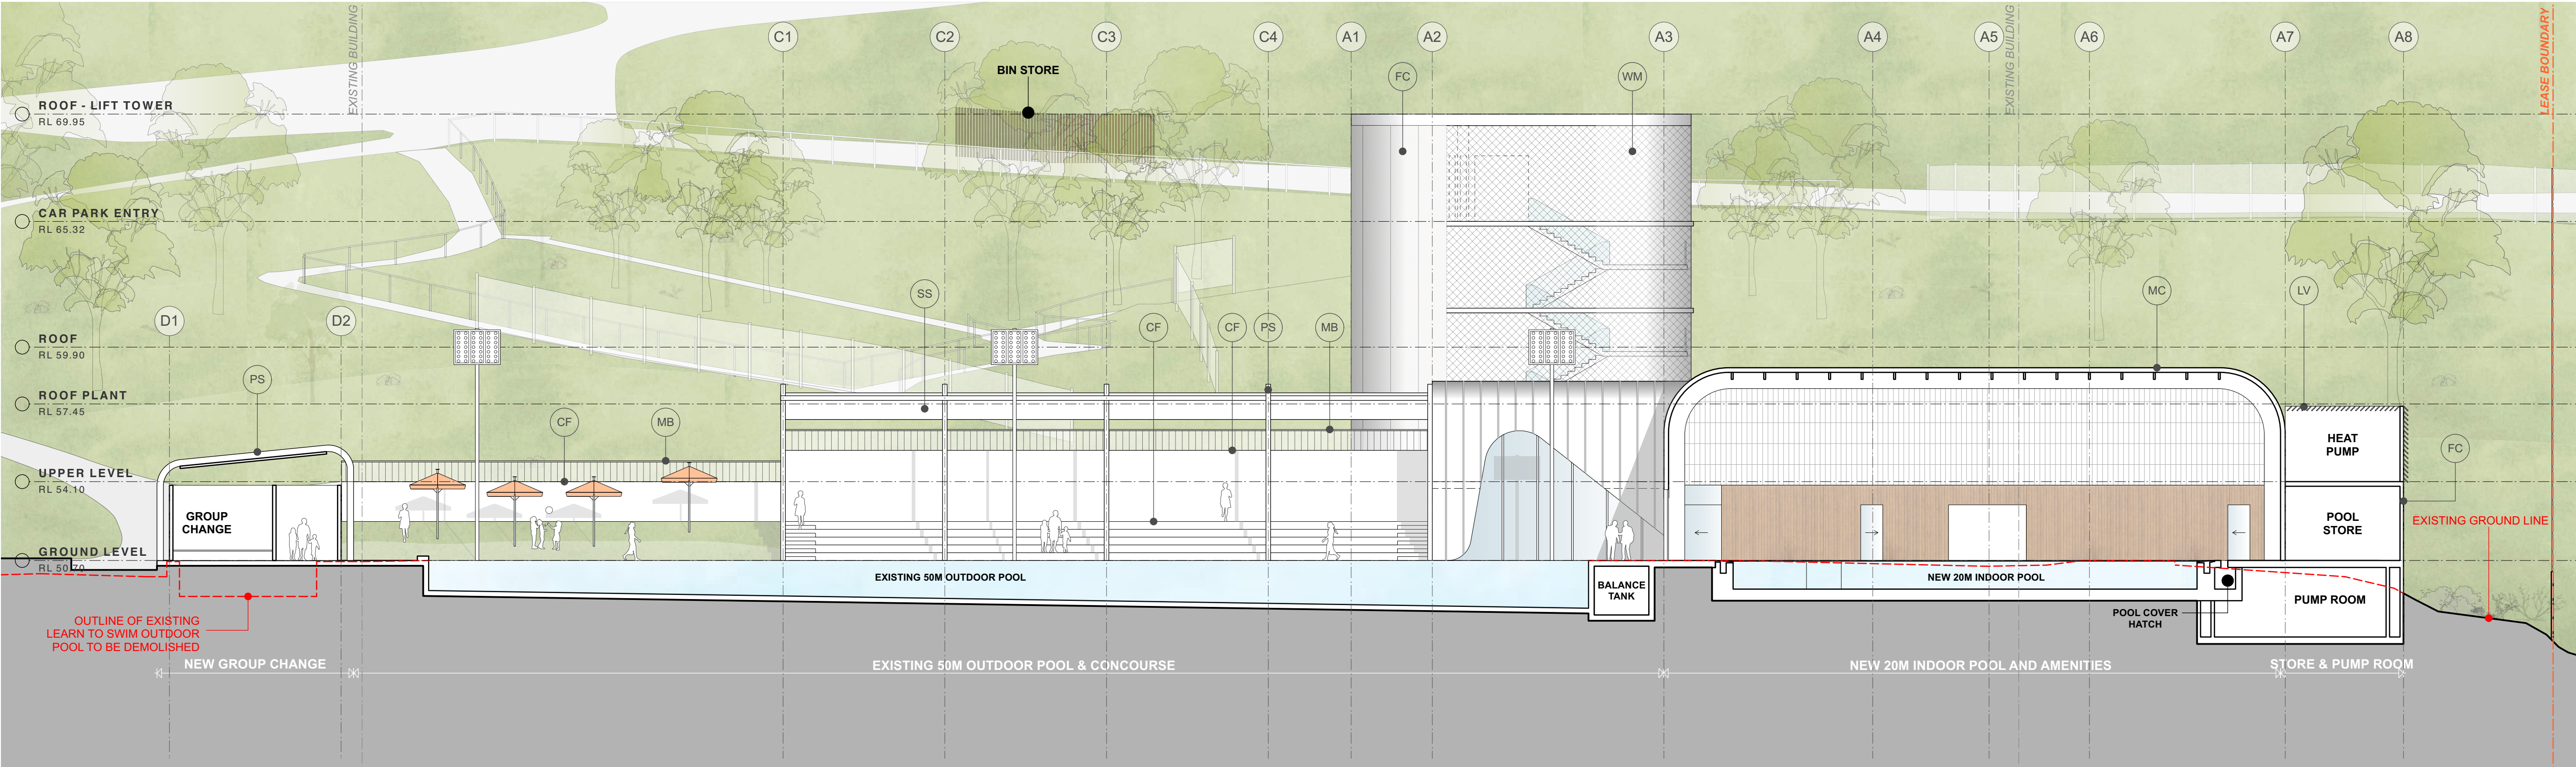 EXISTING BUILDING
C1
C2
C3
C4
A1
A2
A3
A4
A5
EXISTING BUILDING
A6
A7
A8
LEASE BOUNDARY
BIN STORE
FC
WM
ROOF - LIFT TOWER
RL 69.95
CAR PARK ENTRY
RL 65.32
D1
D2
SS
CF
CF
PS
MB
MC
LV
ROOF
RL 59.90
PS
ROOF PLANT
RL 57.45
CF
MB
HEAT
PUMP
FC
UPPER LEVEL
RL 54.10
GROUP
CHANGE
POOL
STORE
EXISTING GROUND LINE
GROUND LEVEL
RL 50.70
EXISTING 50M OUTDOOR POOL
BALANCE
TANK
NEW 20M INDOOR POOL
PUMP ROOM
POOL COVER
HATCH
OUTLINE OF EXISTING
LEARN TO SWIM OUTDOOR
POOL TO BE DEMOLISHED
NEW GROUP CHANGE
EXISTING 50M OUTDOOR POOL & CONCOURSE
NEW 20M INDOOR POOL AND AMENITIES
STORE & PUMP ROOM